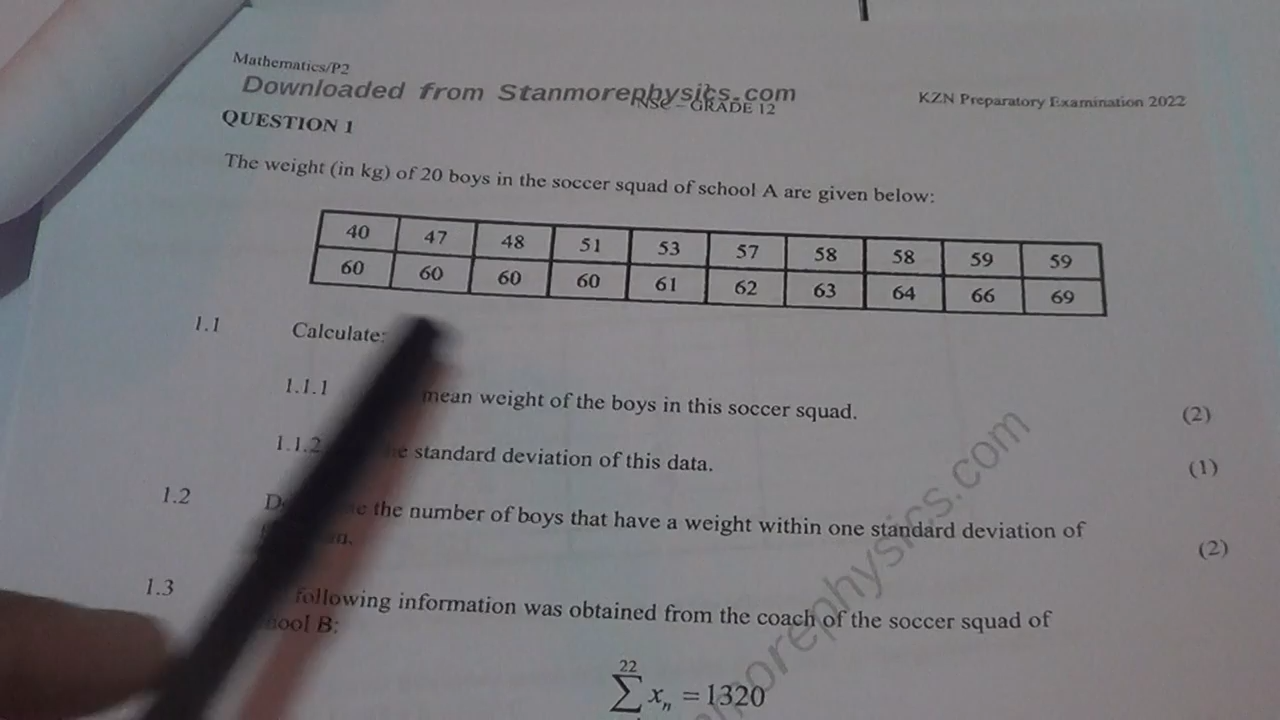 Mathematics/P2
Downloaded from Stanmorephysics.com
NSC – GRADE 12
KZN Preparatory Examination 2022
QUESTION 1
The weight (in kg) of 20 boys in the soccer squad of school A are given below:
40 47 48 51 53 57 58 58 59 59
60 60 60 60 61 62 63 64 66 69
1.1 Calculate:
1.1.1 mean weight of the boys in this soccer squad. (2)
1.1.2 standard deviation of this data. (1)
1.2 the number of boys that have a weight within one standard deviation of
(2)
1.3 following information was obtained from the coach of the soccer squad of
B:
22
∑ xₙ = 1320
morephysics.com